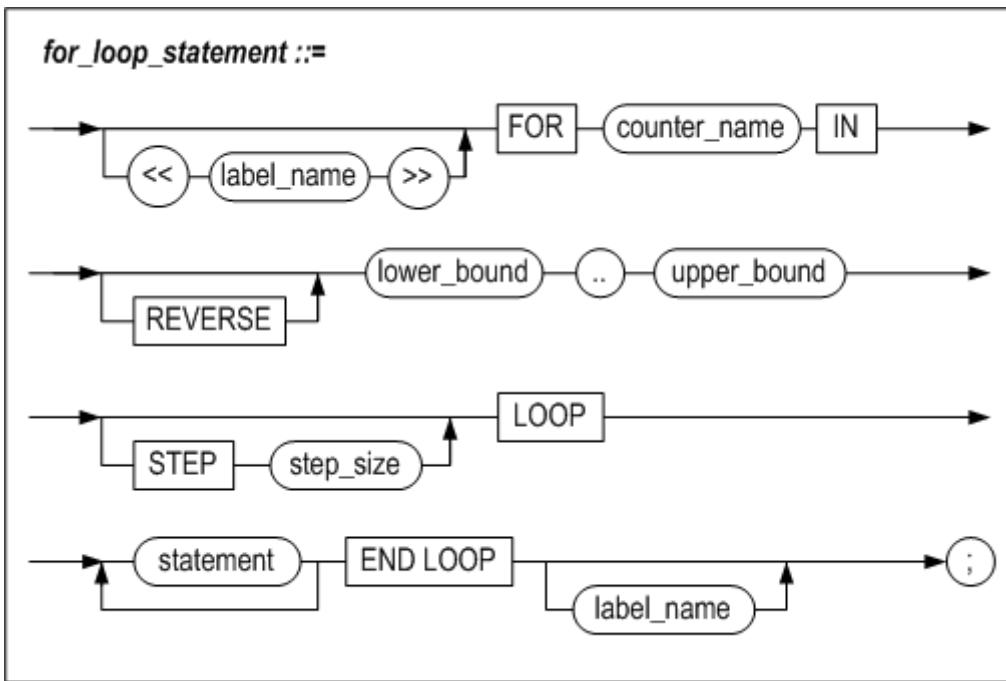 for_loop_statement ::=
FOR counter_name IN
<< label_name >>
lower_bound .. upper_bound
REVERSE
LOOP
STEP step_size
statement END LOOP ;
label_name